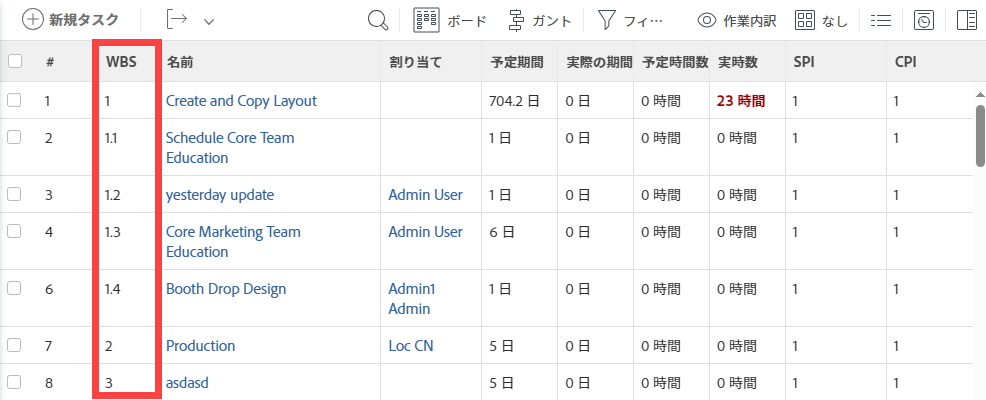 新規タスク ボード ガント フィ… 作業内訳 なし
# WBS 名前 割り当て 予定期間 実際の期間 予定時間数 実時数 SPI CPI
1 1 Create and Copy Layout 704.2 日 0 日 0 時間 23 時間 1 1
2 1.1 Schedule Core Team 1 日 0 日 0 時間 0 時間 1 1
Education
3 1.2 yesterday update Admin User 1 日 0 日 0 時間 0 時間 1 1
4 1.3 Core Marketing Team Admin User 6 日 0 日 0 時間 0 時間 1 1
Education
6 1.4 Booth Drop Design Admin1 1 日 0 日 0 時間 0 時間 1 1
Admin
7 2 Production Loc CN 5 日 0 日 0 時間 0 時間 1 1
8 3 asdasd 5 日 0 日 0 時間 0 時間 1 1